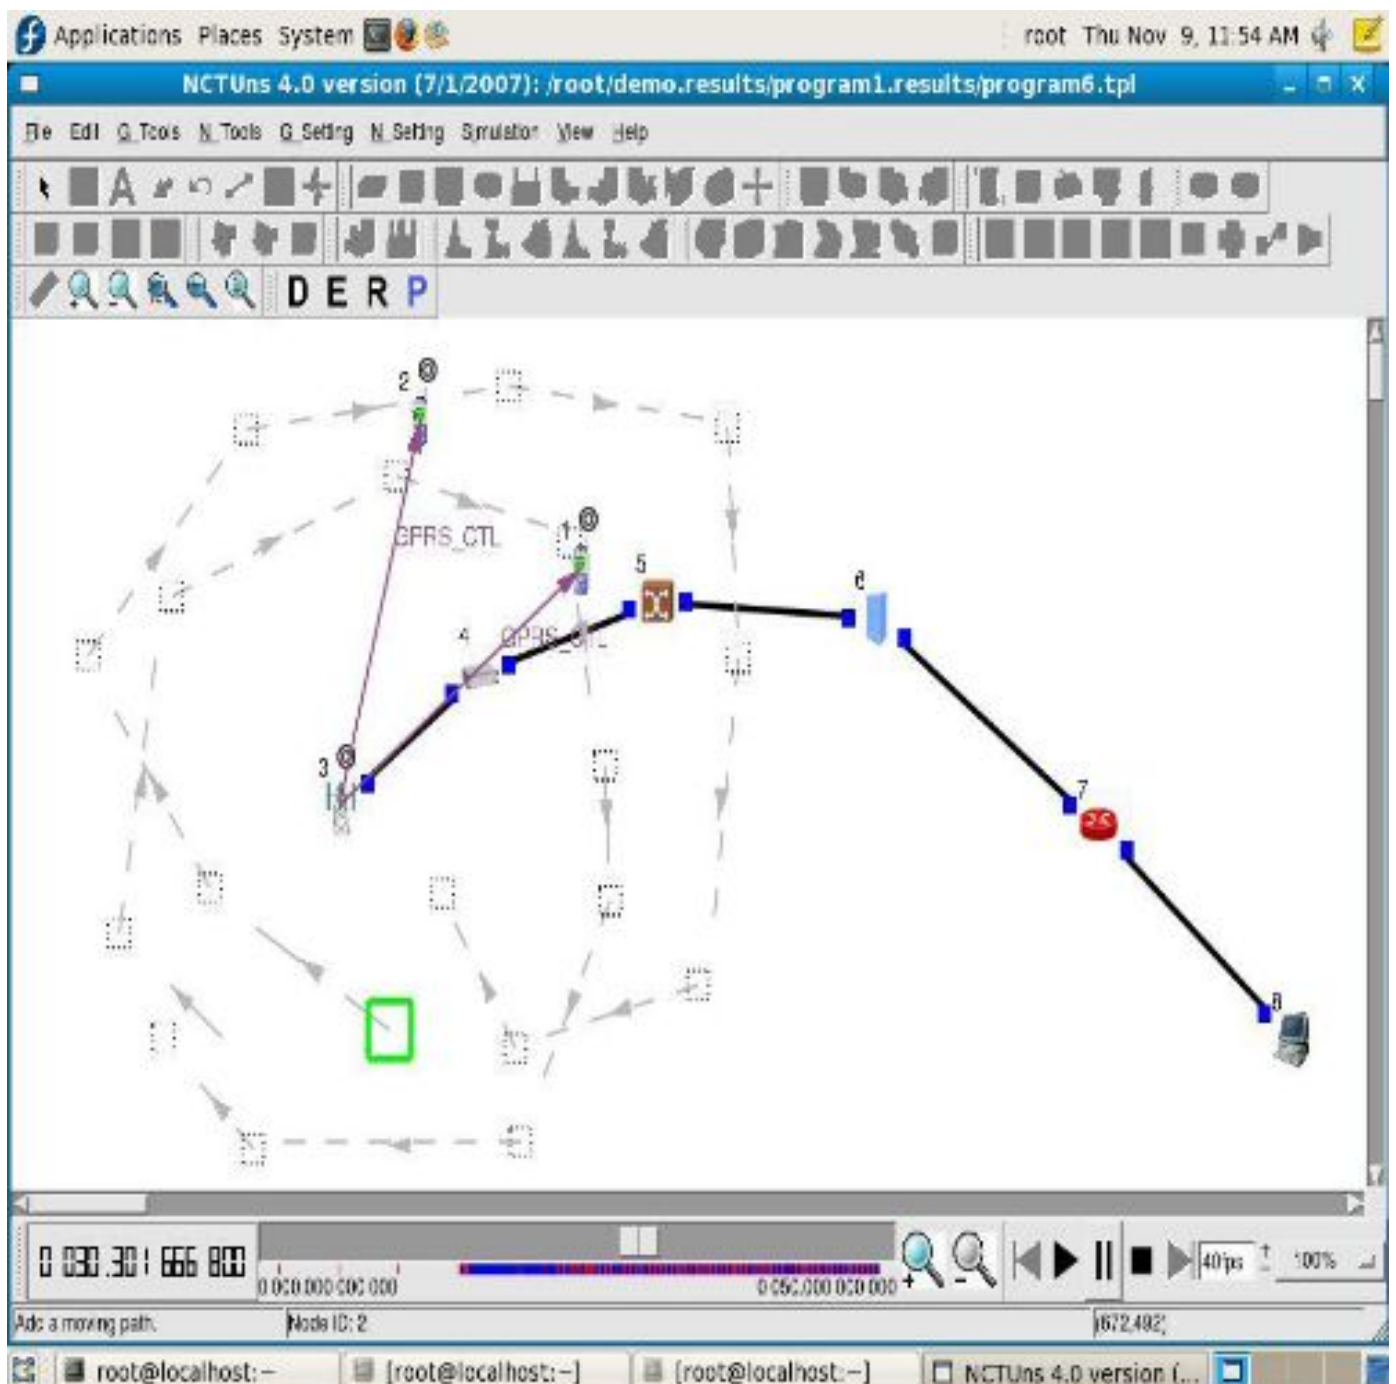 Applications Places System root Thu Nov 9, 11:54 AM
NCTUns 4.0 version (7/1/2007): /root/demo.results/program1.results/program6.tpl
File Edit G_Tools N_Tools G_Setting N_Setting Simulation View Help
D E R P
2
GPRS_CTL
1
5
6
4
GPRS_CTL
3
7
8
0 030.301 666 800
0 000.000 000 000
0 050.000 000 000
40fps
100%
Add a moving path.
Node ID: 2
(672,492)
root@localhost:~
[root@localhost:~]
[root@localhost:~]
NCTUns 4.0 version (...